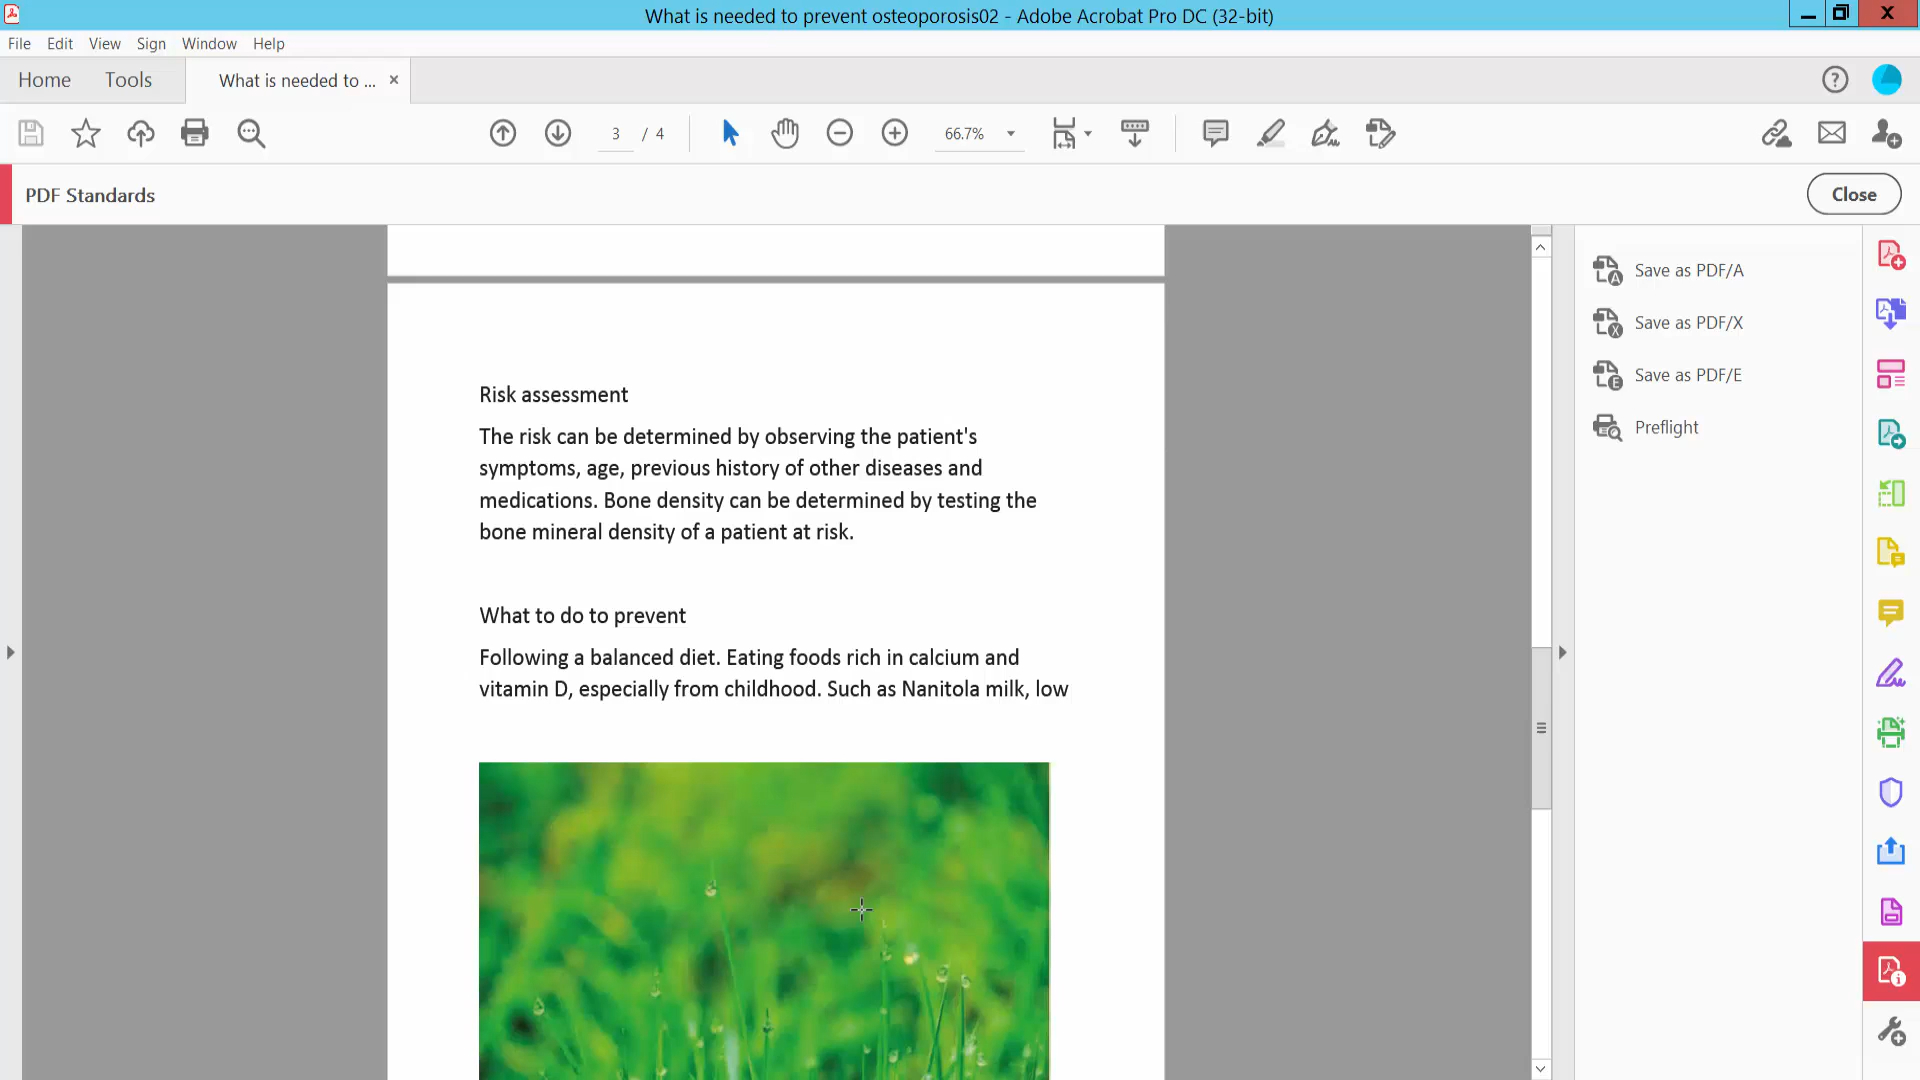 What is needed to prevent osteoporosis02 - Adobe Acrobat Pro DC (32-bit)
File Edit View Sign Window Help
Home Tools What is needed to ... ×
3 / 4 66.7%
PDF Standards
Close
Save as PDF/A
Save as PDF/X
Save as PDF/E
Preflight
Risk assessment
The risk can be determined by observing the patient's
symptoms, age, previous history of other diseases and
medications. Bone density can be determined by testing the
bone mineral density of a patient at risk.
What to do to prevent
Following a balanced diet. Eating foods rich in calcium and
vitamin D, especially from childhood. Such as Nanitola milk, low